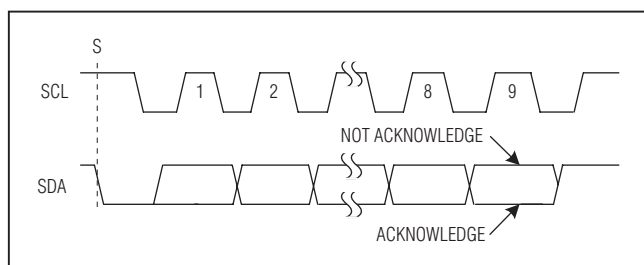 S
SCL 1 2 8 9
NOT ACKNOWLEDGE
SDA
ACKNOWLEDGE